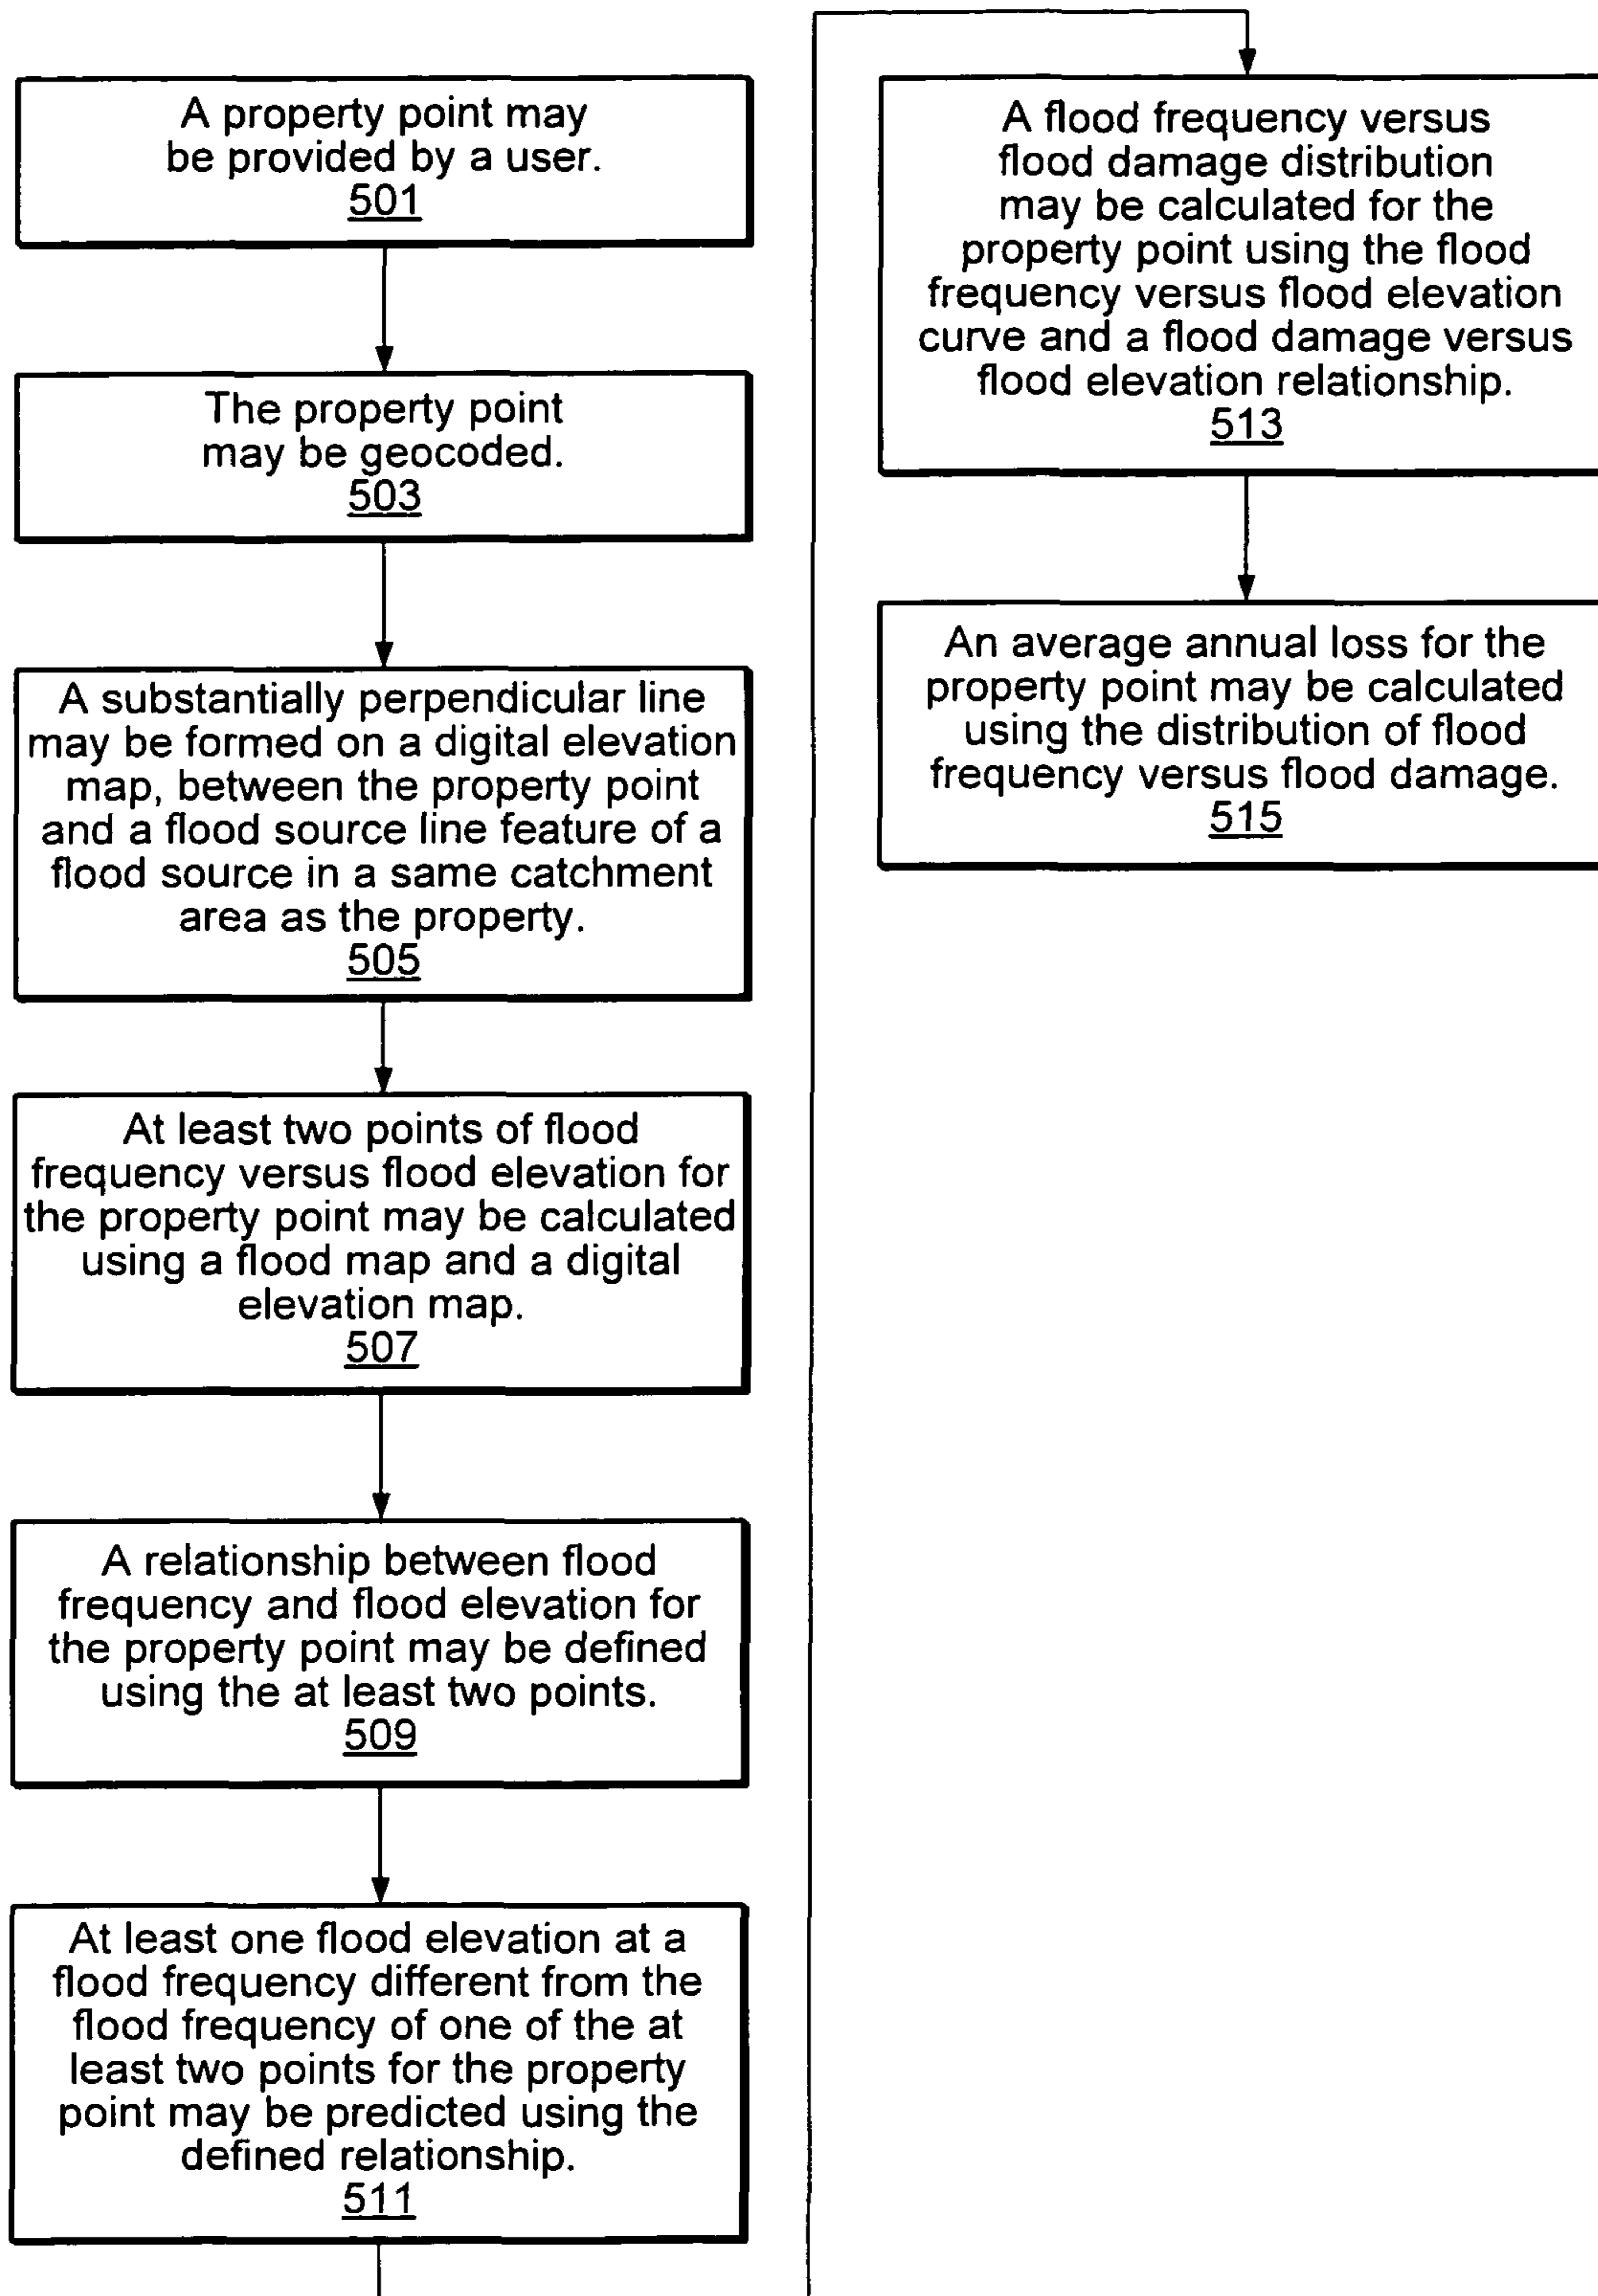 A property point may
be provided by a user.
501
The property point
may be geocoded.
503
A substantially perpendicular line
may be formed on a digital elevation
map, between the property point
and a flood source line feature of a
flood source in a same catchment
area as the property.
505
At least two points of flood
frequency versus flood elevation for
the property point may be calculated
using a flood map and a digital
elevation map.
507
A relationship between flood
frequency and flood elevation for
the property point may be defined
using the at least two points.
509
At least one flood elevation at a
flood frequency different from the
flood frequency of one of the at
least two points for the property
point may be predicted using the
defined relationship.
511
A flood frequency versus
flood damage distribution
may be calculated for the
property point using the flood
frequency versus flood elevation
curve and a flood damage versus
flood elevation relationship.
513
An average annual loss for the
property point may be calculated
using the distribution of flood
frequency versus flood damage.
515